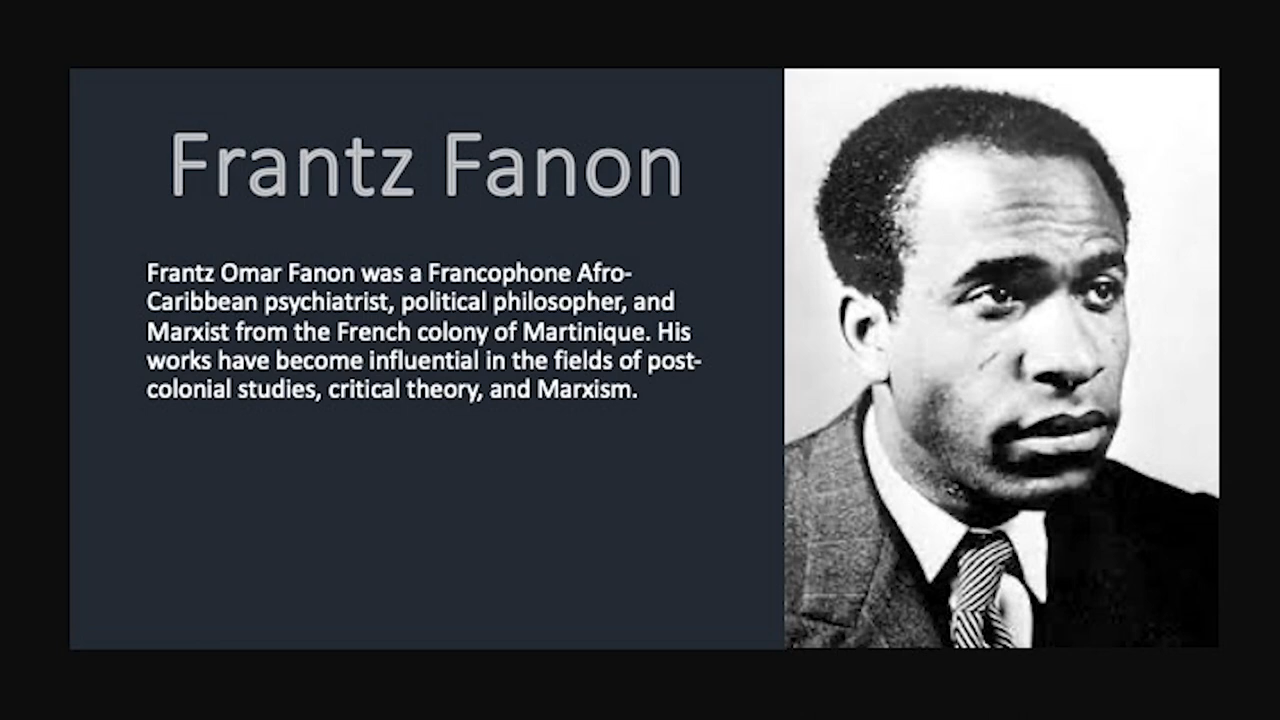 Frantz Fanon
Frantz Omar Fanon was a Francophone Afro-
Caribbean psychiatrist, political philosopher, and
Marxist from the French colony of Martinique. His
works have become influential in the fields of post-
colonial studies, critical theory, and Marxism.